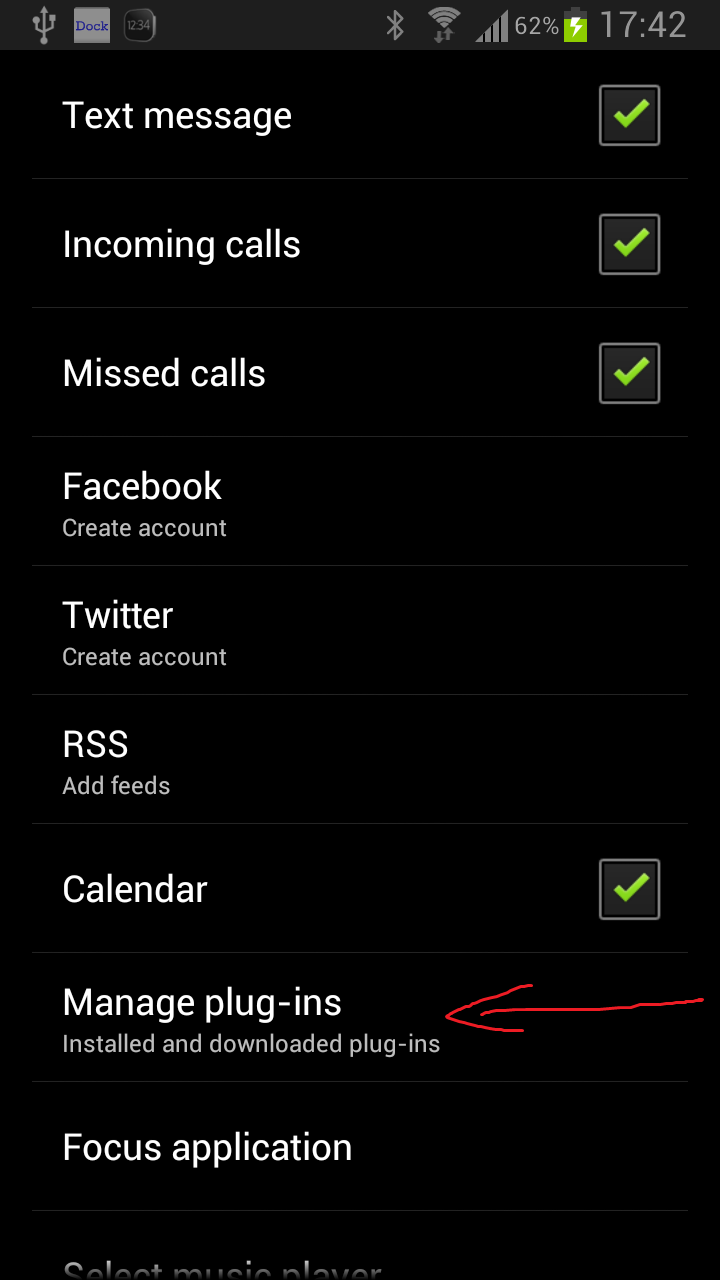 Dock 12:34 62% 17:42
Text message
Incoming calls
Missed calls
Facebook
Create account
Twitter
Create account
RSS
Add feeds
Calendar
Manage plug-ins
Installed and downloaded plug-ins
Focus application
Select music player